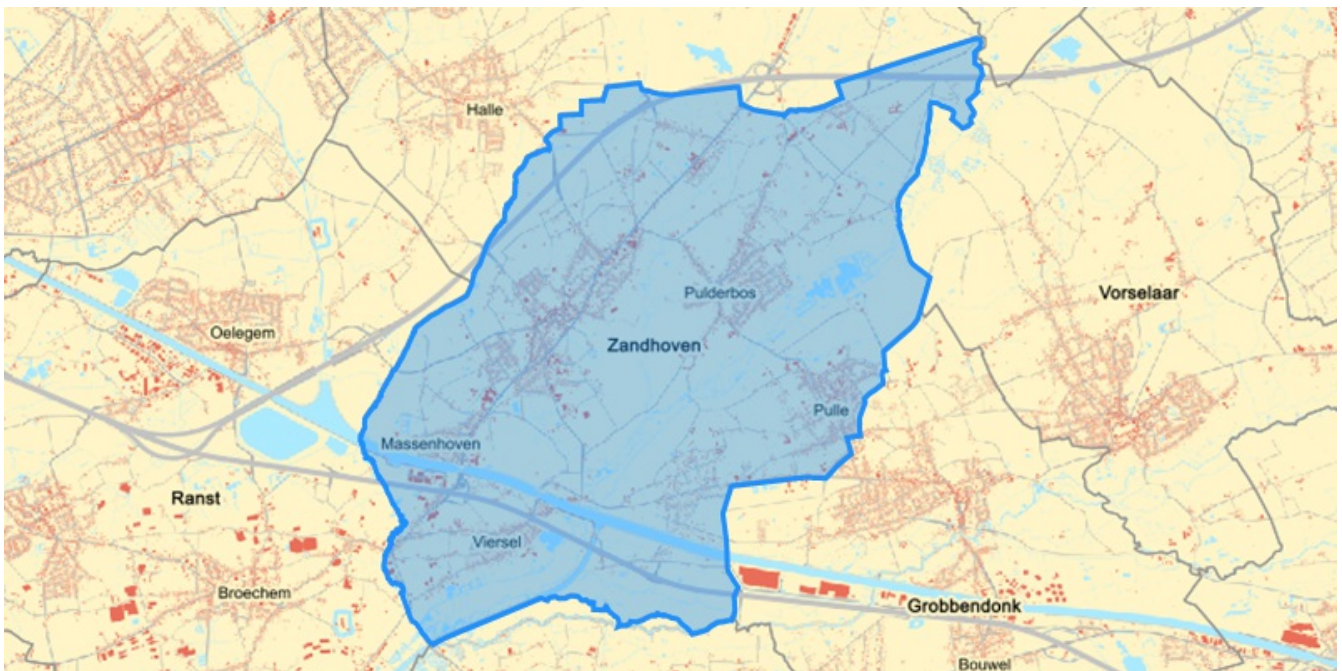 Halle
Pulderbos
Vorselaar
Oelegem
Zandhoven
Pulle
Massenhoven
Ranst
Viersel
Broechem
Grobbendonk
Bouwel